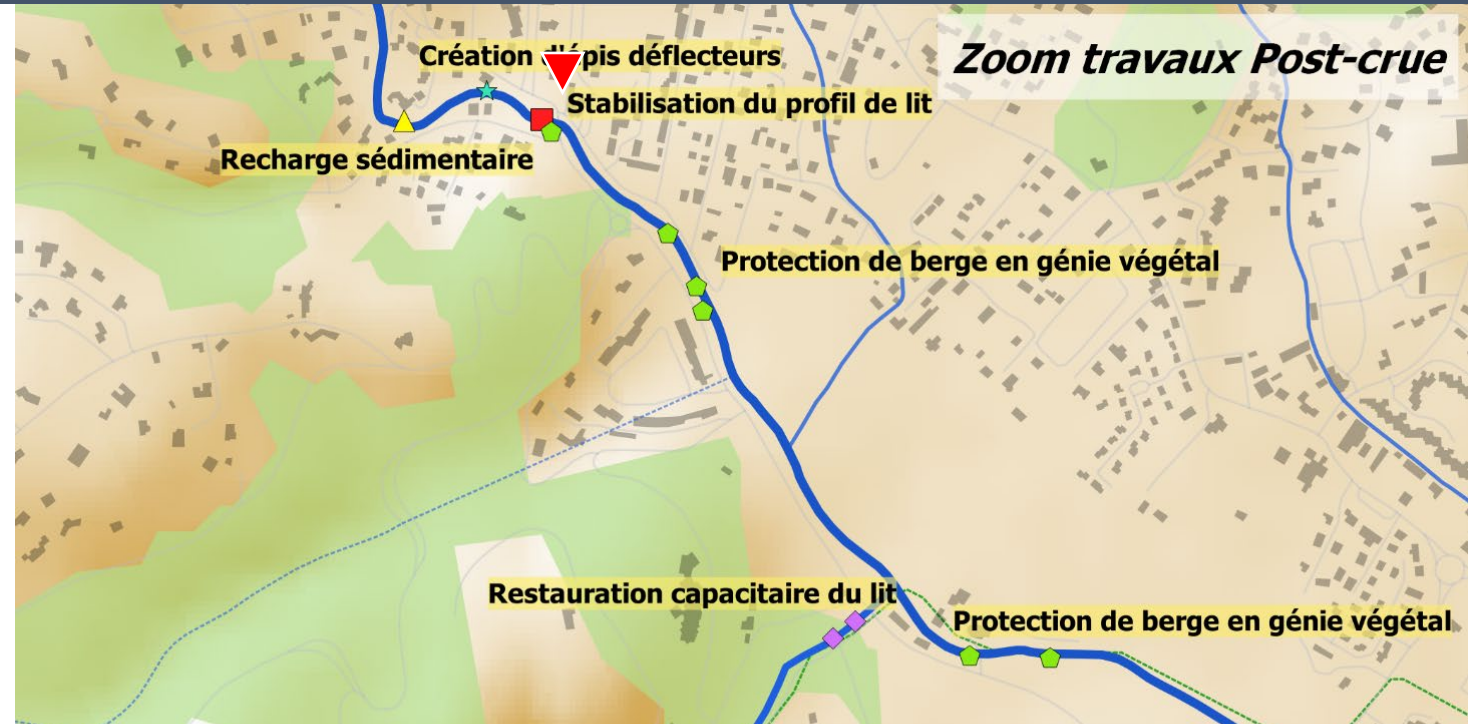 Zoom travaux Post-crue
Création d'épis déflecteurs
Stabilisation du profil de lit
Recharge sédimentaire
Protection de berge en génie végétal
Restauration capacitaire du lit
Protection de berge en génie végétal